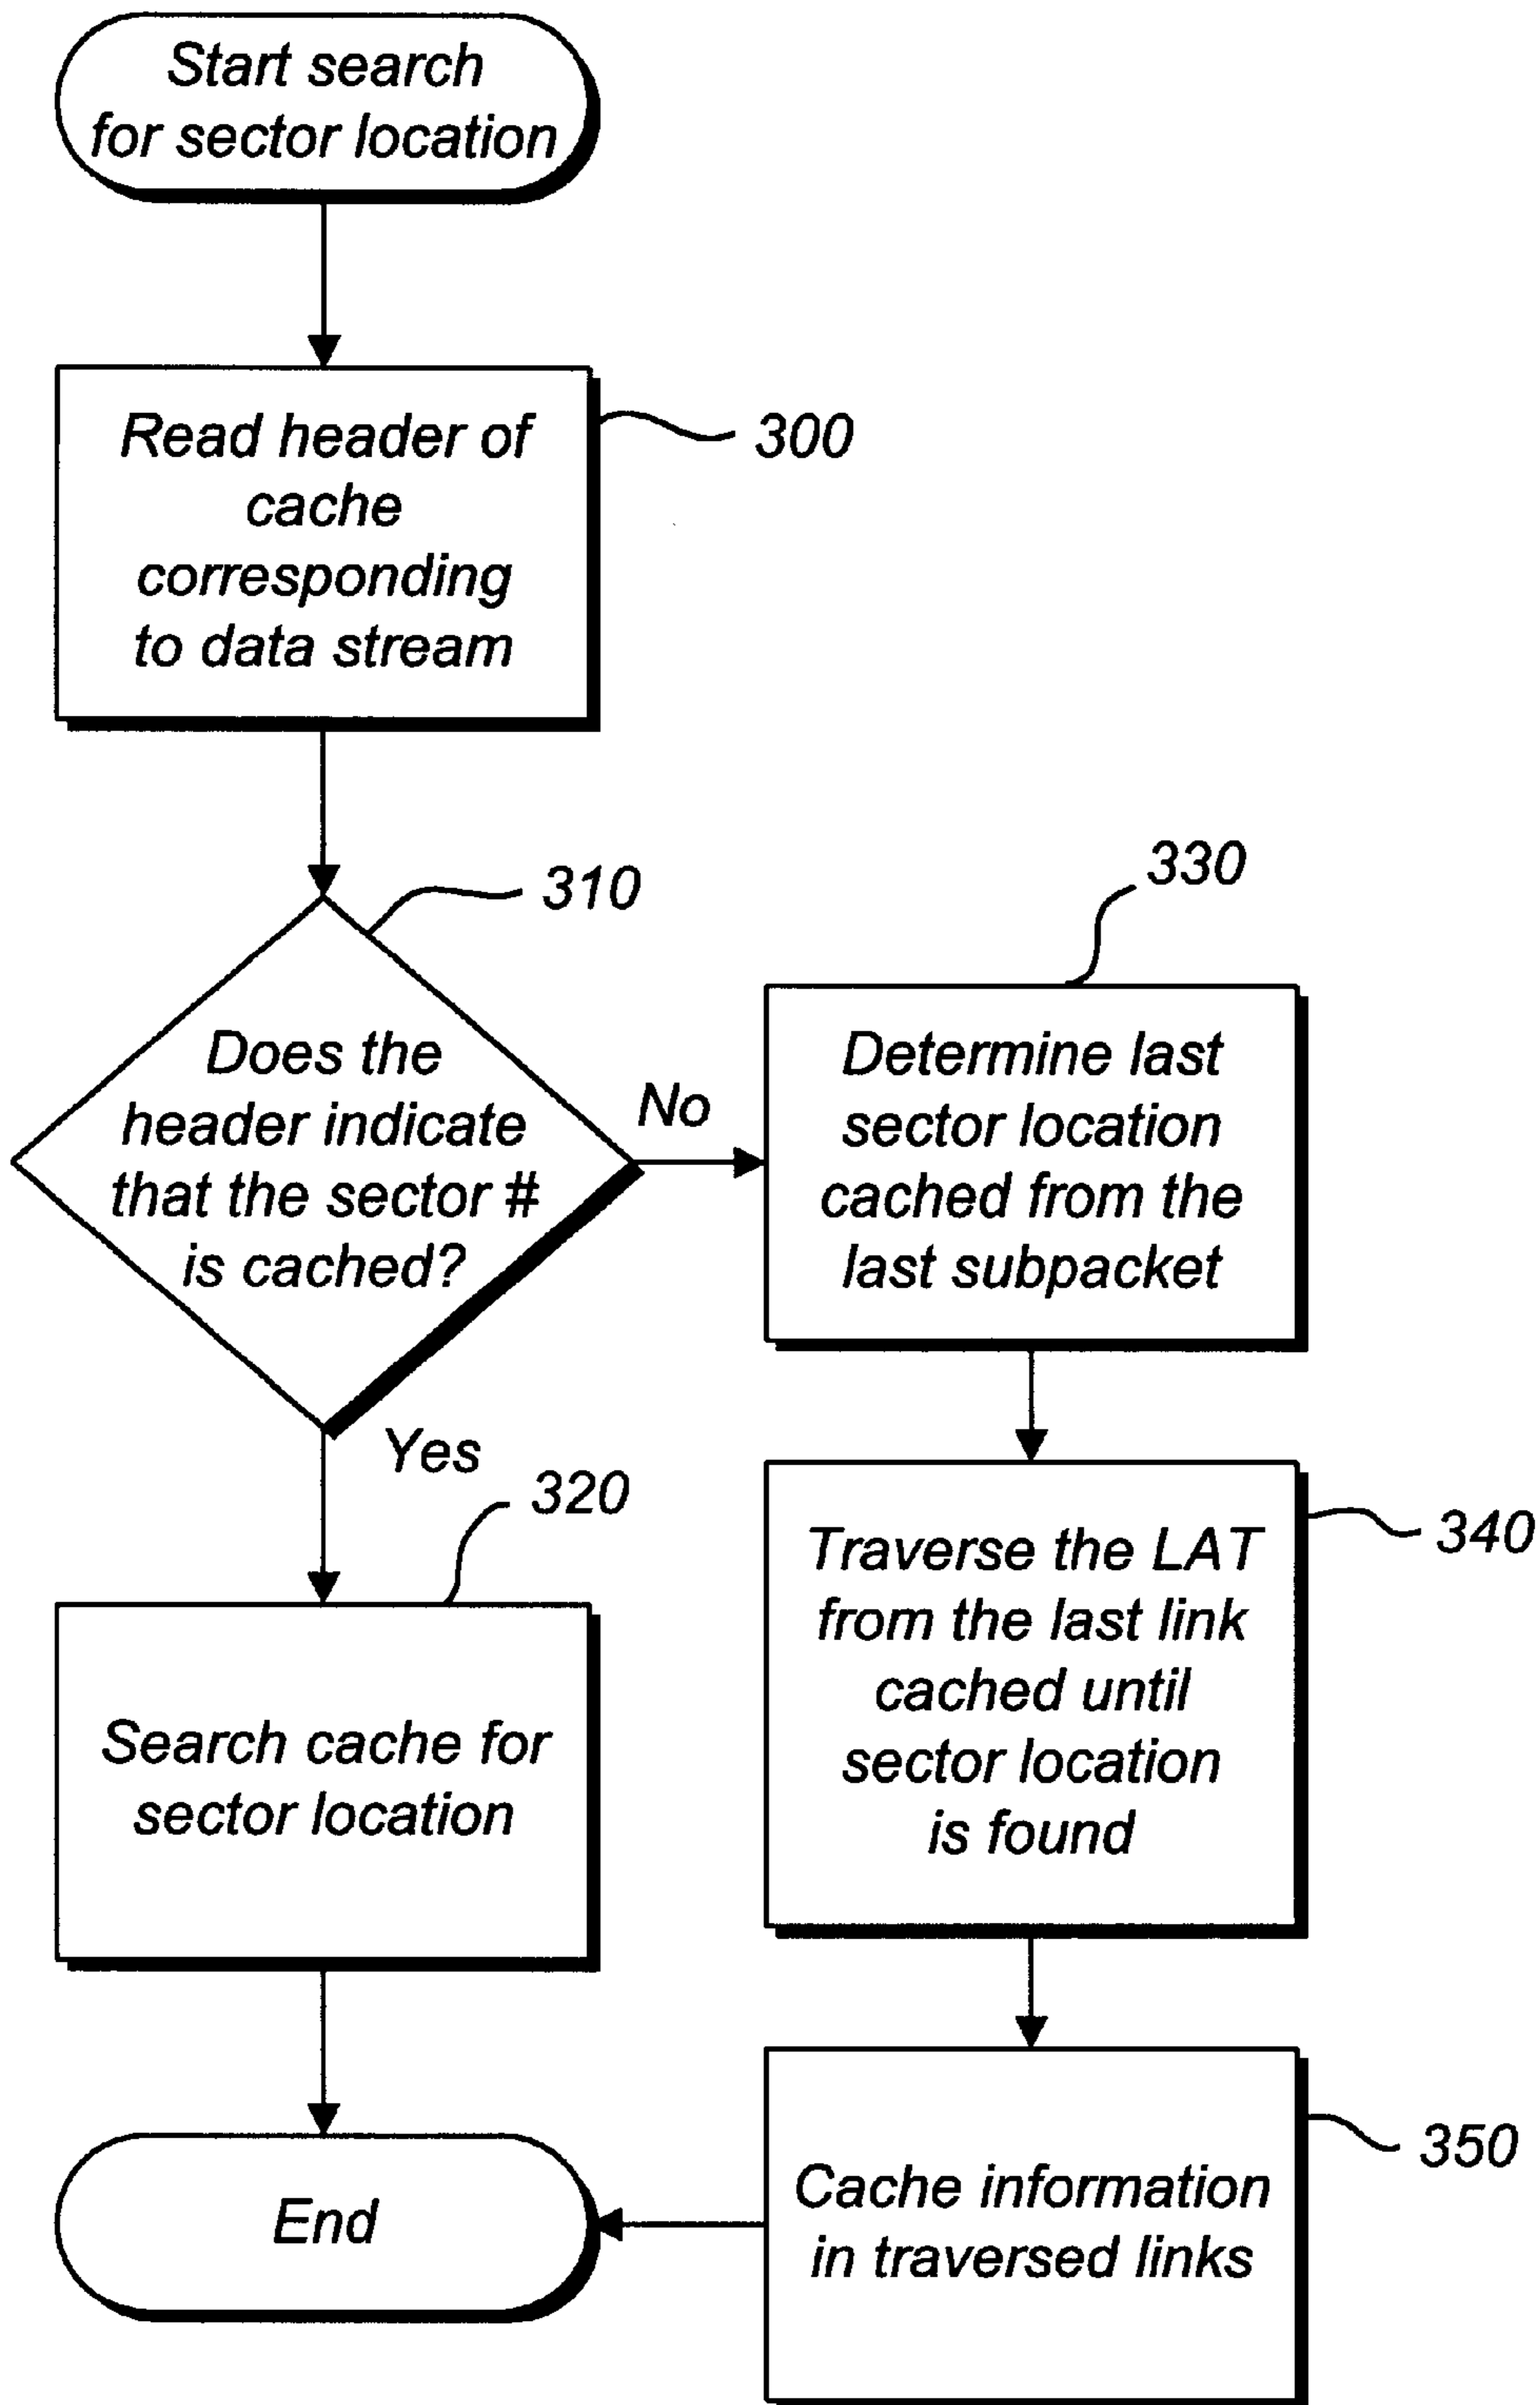 Start search
for sector location
Read header of
cache
corresponding
to data stream
300
310
Does the
header indicate
that the sector #
is cached?
No
Yes
330
Determine last
sector location
cached from the
last subpacket
320
Search cache for
sector location
340
Traverse the LAT
from the last link
cached until
sector location
is found
350
Cache information
in traversed links
End